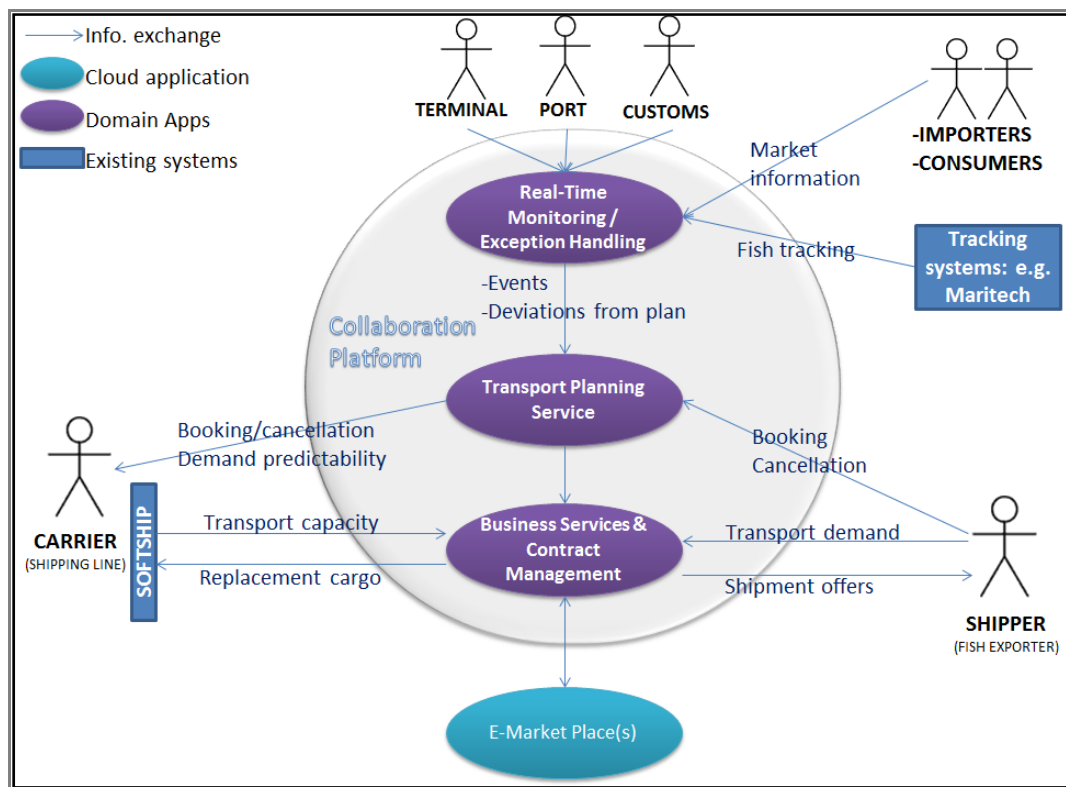 Info. exchange
Cloud application
Domain Apps
Existing systems
TERMINAL
PORT
CUSTOMS
-IMPORTERS
-CONSUMERS
Market
information
Real-Time
Monitoring /
Exception Handling
Fish tracking
Tracking
systems: e.g.
Maritech
-Events
-Deviations from plan
Collaboration
Platform
Transport Planning
Service
Booking/cancellation
Demand predictability
Booking
Cancellation
CARRIER
(SHIPPING LINE)
SOFTSHIP
Transport capacity
Replacement cargo
Business Services &
Contract
Management
Transport demand
Shipment offers
SHIPPER
(FISH EXPORTER)
E-Market Place(s)